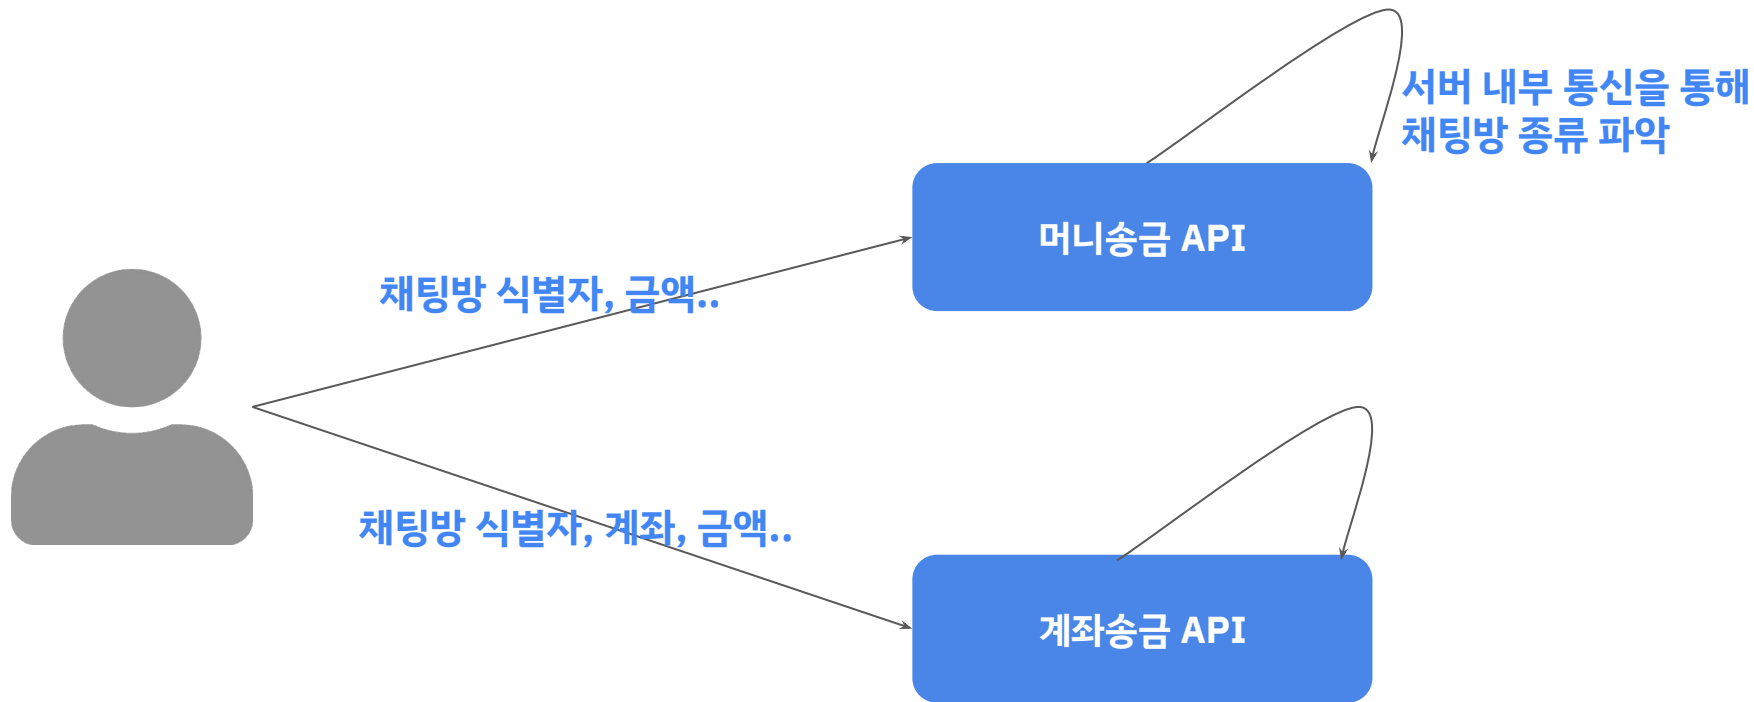 서버 내부 통신을 통해
채팅방 종류 파악
머니송금 API
채팅방 식별자, 금액..
채팅방 식별자, 계좌, 금액..
계좌송금 API